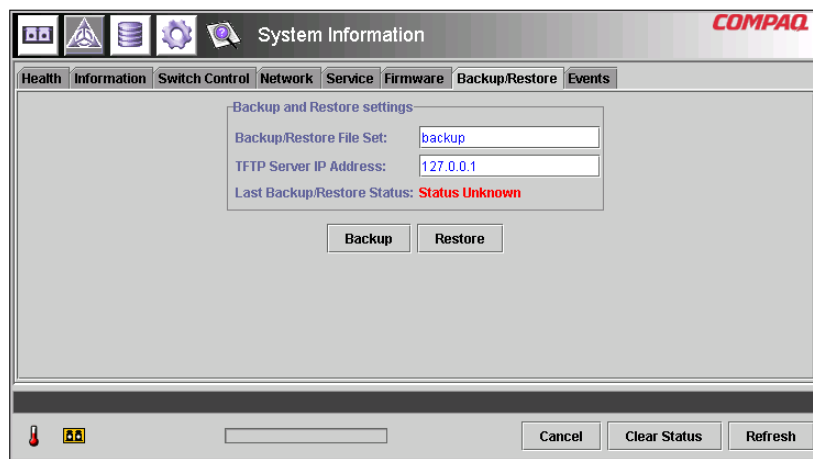 System Information
COMPAQ
Health Information Switch Control Network Service Firmware Backup/Restore Events
Backup and Restore settings
Backup/Restore File Set: backup
TFTP Server IP Address: 127.0.0.1
Last Backup/Restore Status: Status Unknown
Backup Restore
Cancel Clear Status Refresh